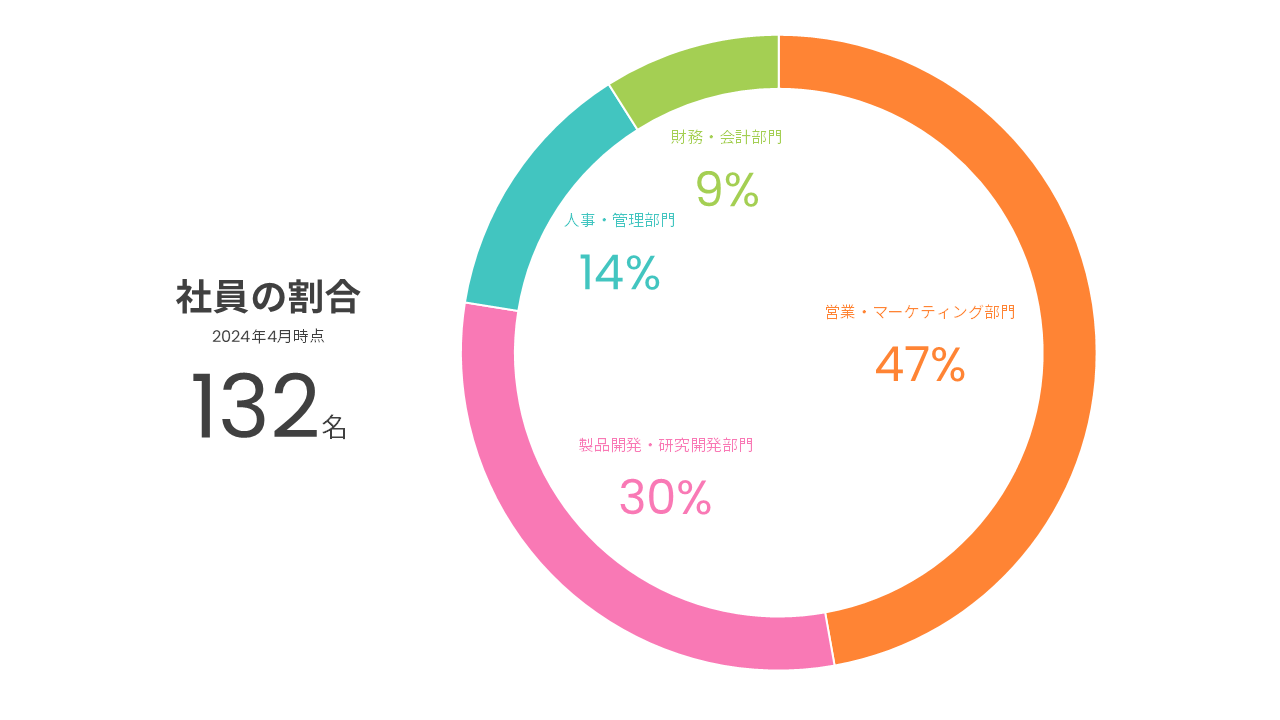 社員の割合
2024年4月時点
132名
財務・会計部門
9%
人事・管理部門
14%
営業・マーケティング部門
47%
製品開発・研究開発部門
30%